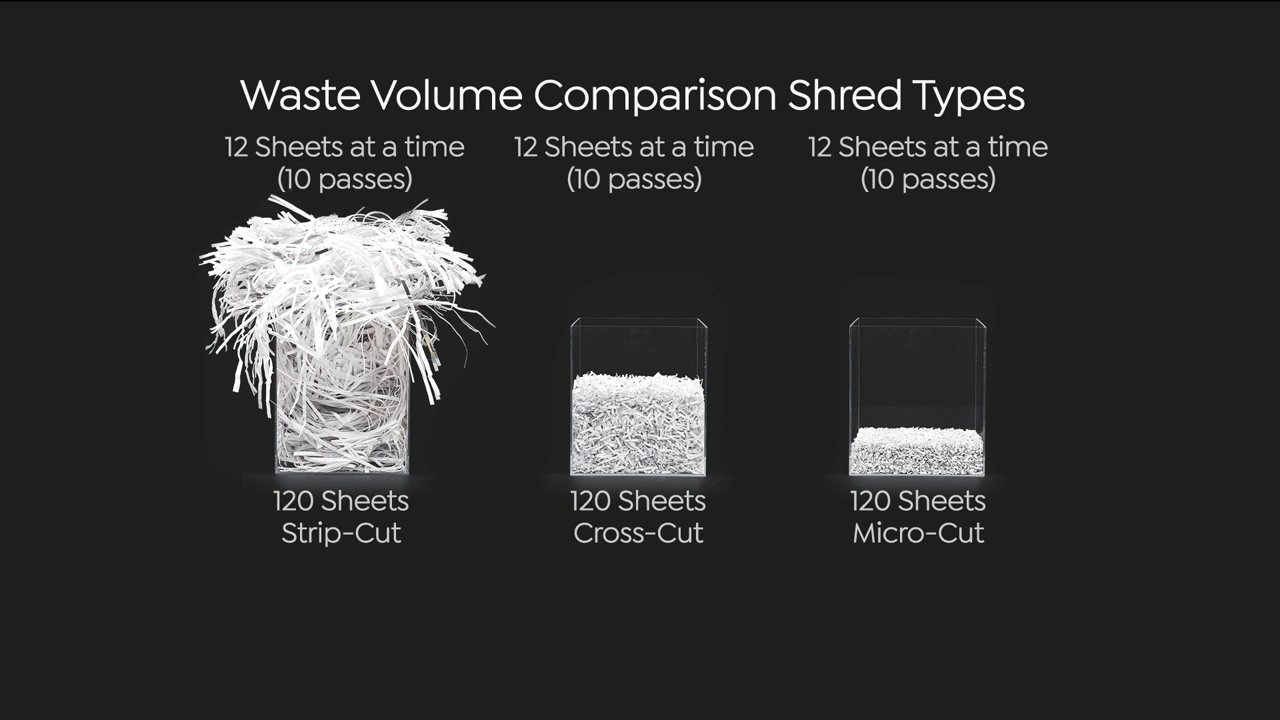 Waste Volume Comparison Shred Types
12 Sheets at a time
(10 passes)
12 Sheets at a time
(10 passes)
12 Sheets at a time
(10 passes)
120 Sheets
Strip-Cut
120 Sheets
Cross-Cut
120 Sheets
Micro-Cut